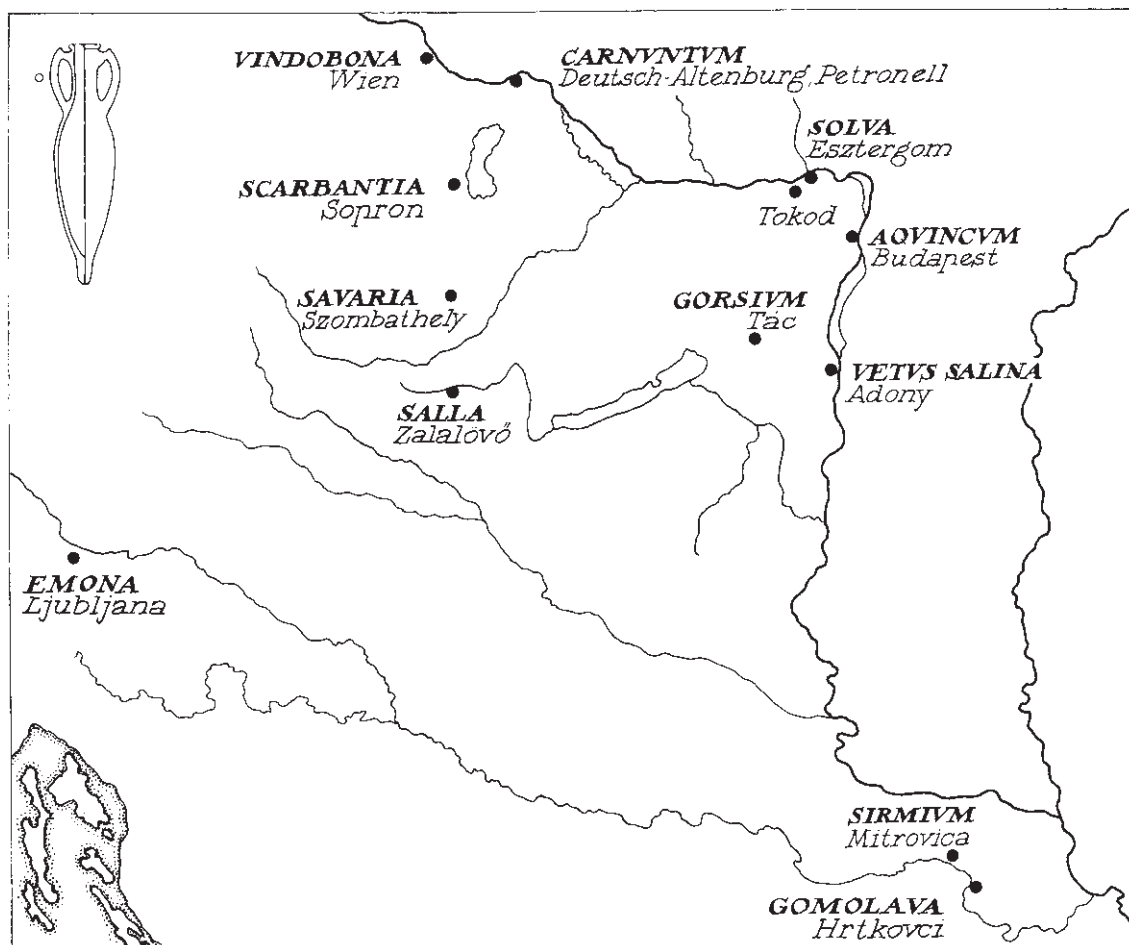 VINDOBONA
Wien
CARNVNTVM
Deutsch-Altenburg, Petronell
SOLVA
Esztergom
SCARBANTIA
Sopron
Tokod
AQVINCVM
Budapest
SAVARIA
Szombathely
GORSIVM
Tác
VETVS SALINA
Adony
SALLA
Zalalövő
EMONA
Ljubljana
SIRMIVM
Mitrovica
GOMOLAVA
Hrtkovci